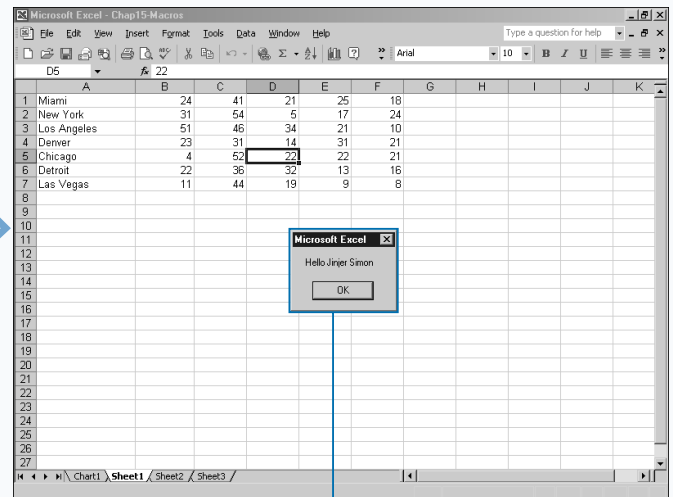 Microsoft Excel - Chap15-Macros
File Edit View Insert Format Tools Data Window Help Type a question for help
Σ Arial 10 B I U
D5 fx 22
A B C D E F G H I J K
1 Miami 24 41 21 25 18
2 New York 31 54 5 17 24
3 Los Angeles 51 46 34 21 10
4 Denver 23 31 14 31 21
5 Chicago 4 52 22 22 21
6 Detroit 22 36 32 13 16
7 Las Vegas 11 44 19 9 8
8
9
10
11
Microsoft Excel
12
13
Hello Jinjer Simon
14
15
OK
16
17
18
19
20
21
22
23
24
25
26
27
Chart1 Sheet1 Sheet2 Sheet3